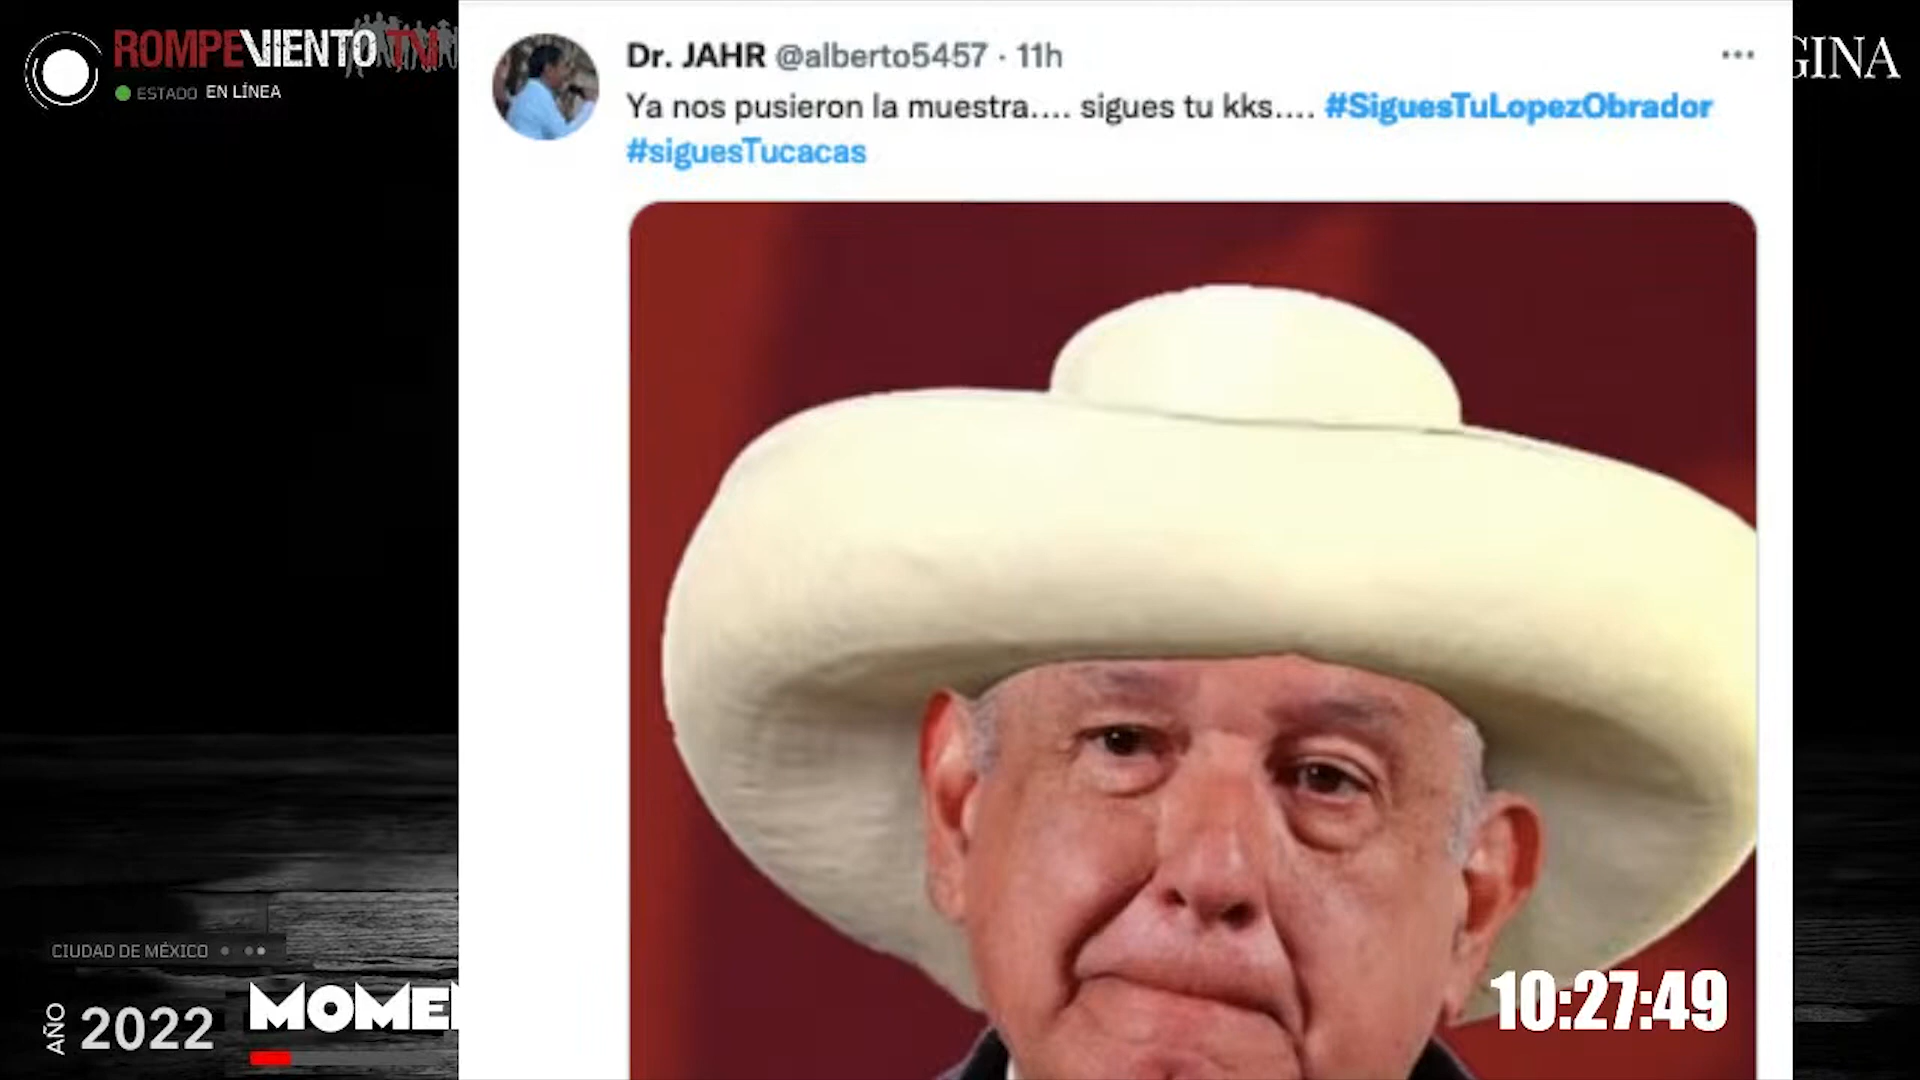 ROMPEVIENTO TV
ESTADO EN LÍNEA
Dr. JAHR @alberto5457 · 11h
Ya nos pusieron la muestra.... sigues tu kks.... #SiguesTuLopezObrador
#siguesTucacas
GINA
CIUDAD DE MÉXICO
AÑO 2022
MOME
10:27:49